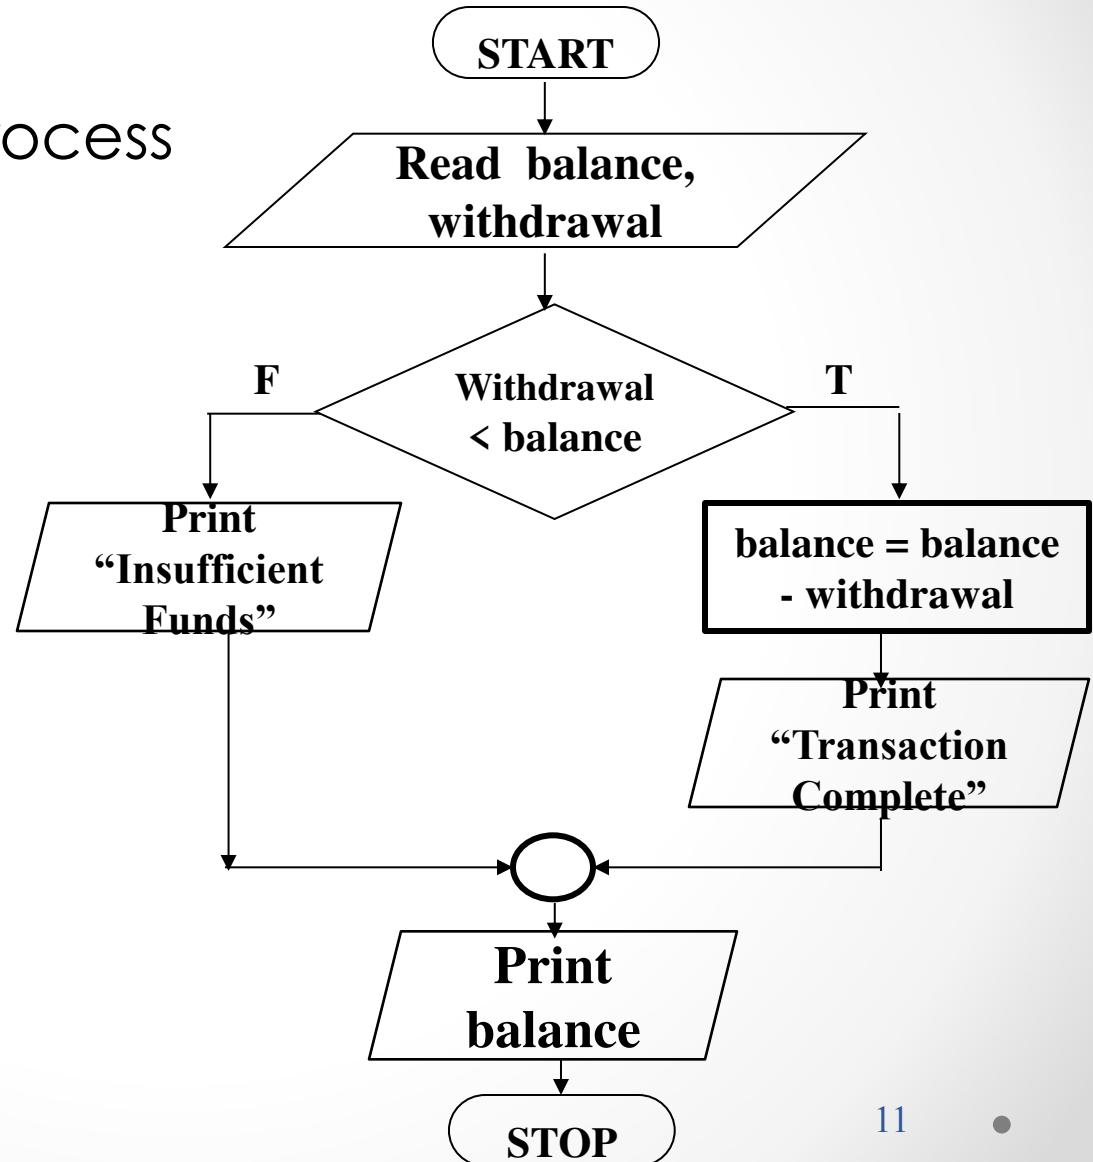 START
ocess
Read balance,
withdrawal
F
T
Withdrawal
< balance
Print
“Insufficient
Funds”
balance = balance
- withdrawal
Print
“Transaction
Complete”
Print
balance
STOP
11